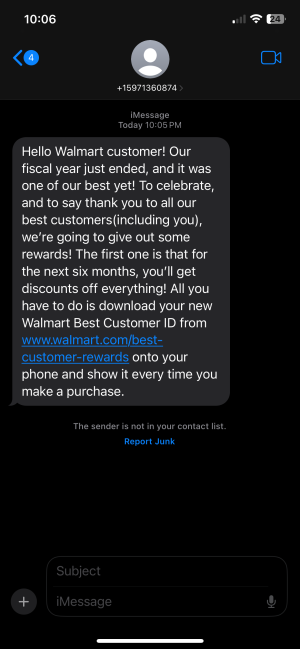 10:06
24
4
+15971360874
iMessage
Today 10:05 PM
Hello Walmart customer! Our
fiscal year just ended, and it was
one of our best yet! To celebrate,
and to say thank you to all our
best customers(including you),
we’re going to give out some
rewards! The first one is that for
the next six months, you’ll get
discounts off everything! All you
have to do is download your new
Walmart Best Customer ID from
www.walmart.com/best-
customer-rewards onto your
phone and show it every time you
make a purchase.
The sender is not in your contact list.
Report Junk
Subject
iMessage